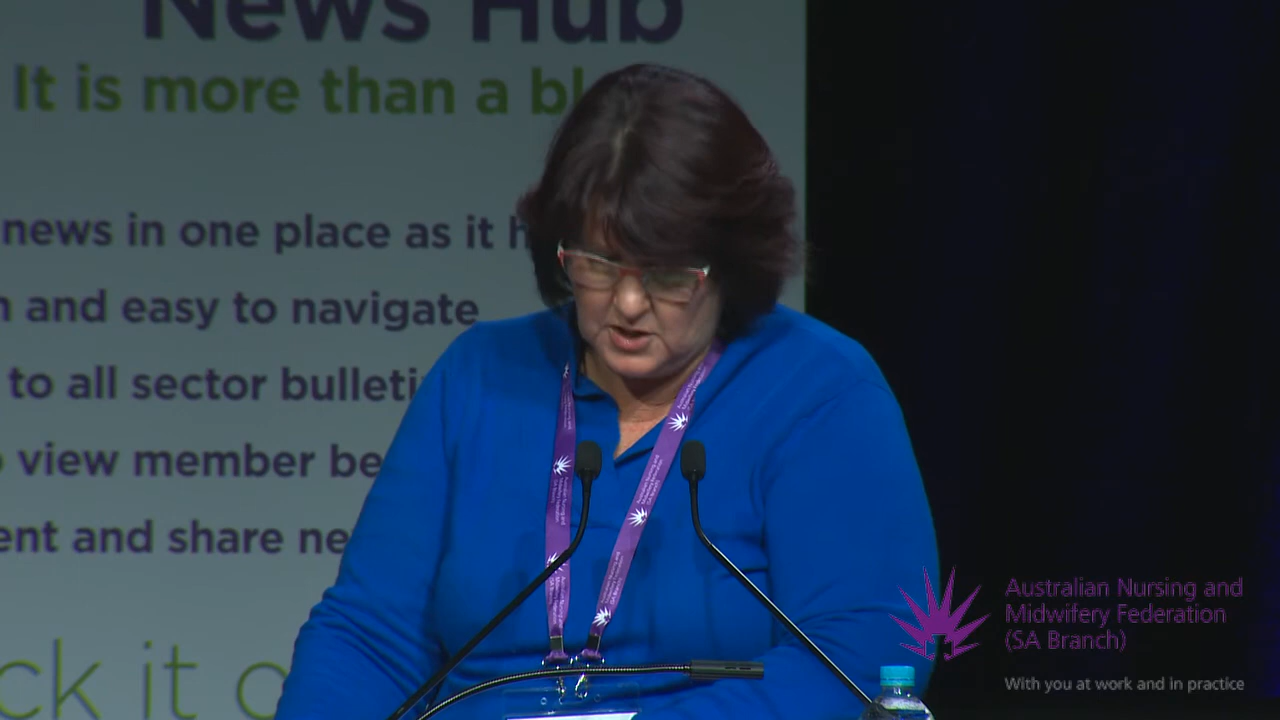 News Hub
It is more than a bl
news in one place as it h
n and easy to navigate
to all sector bulleti
view member be
ent and share ne
ck it o
Australian Nursing and
Midwifery Federation
(SA Branch)
With you at work and in practice